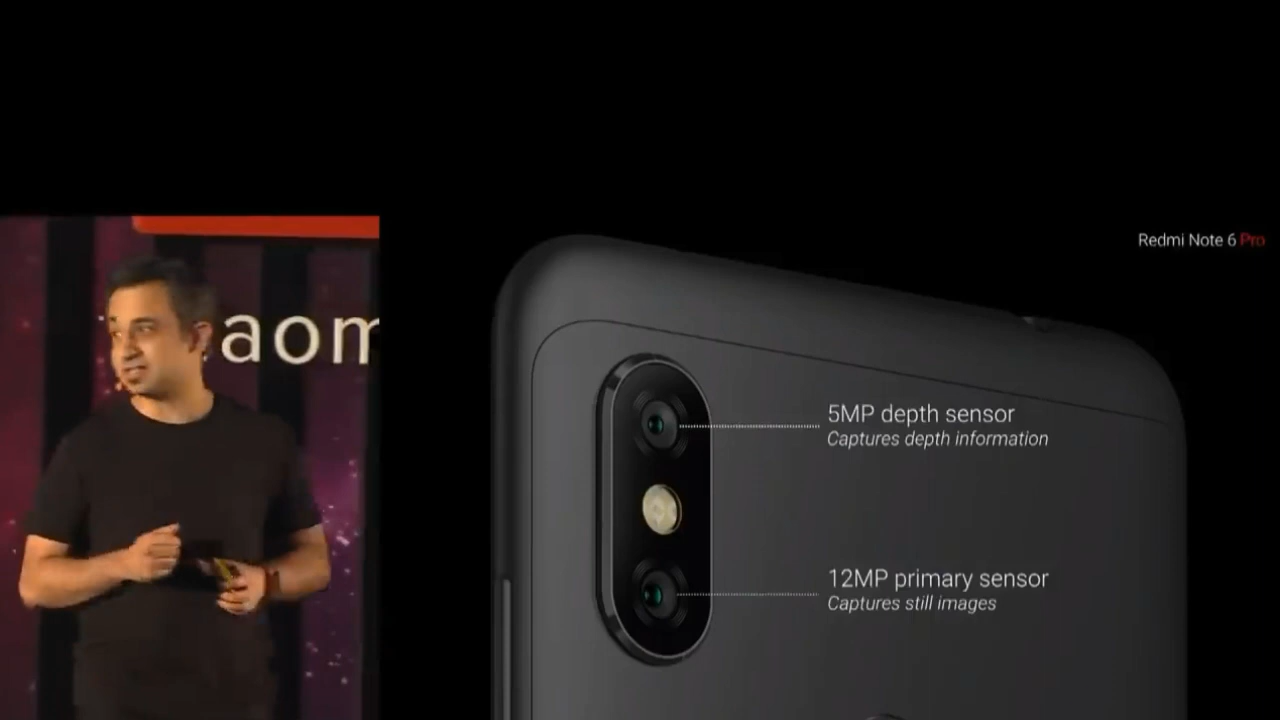 aom
Redmi Note 6 Pro
5MP depth sensor
Captures depth information
12MP primary sensor
Captures still images